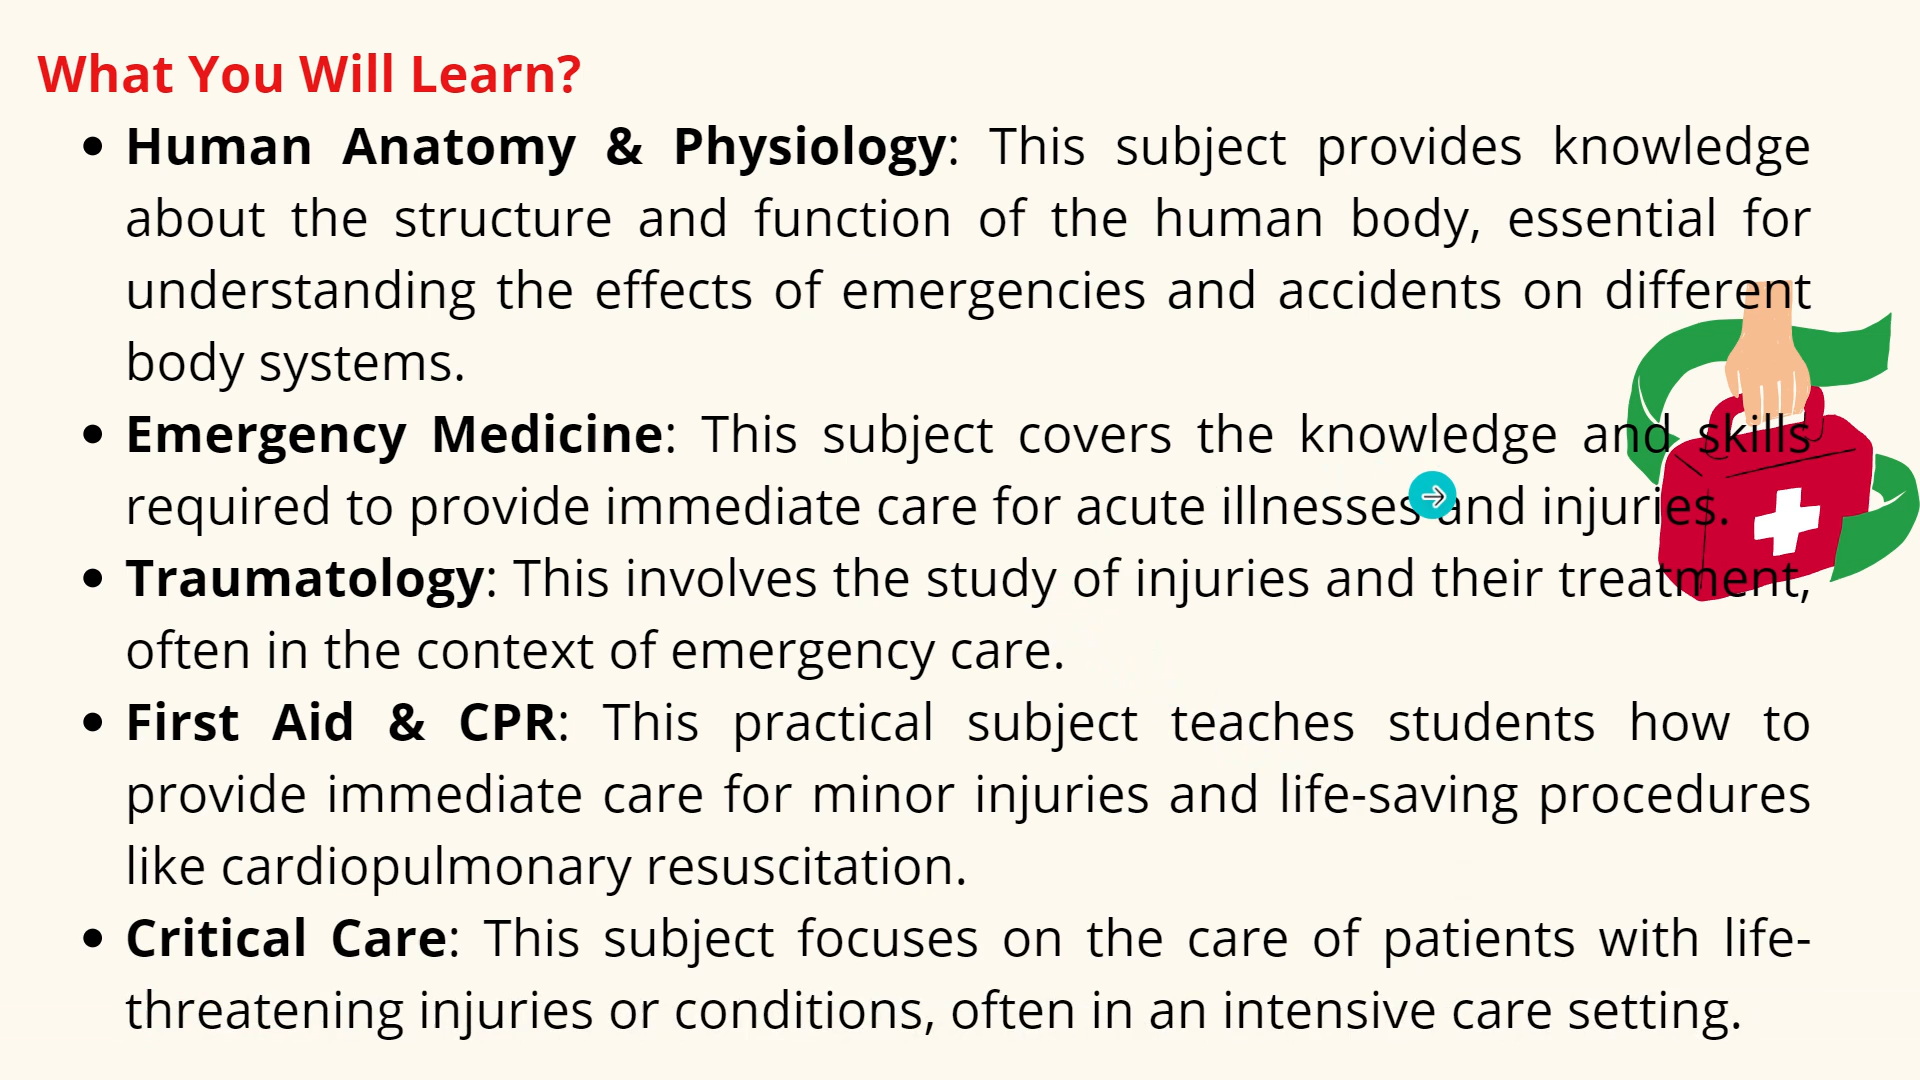 What You Will Learn?
• Human Anatomy & Physiology: This subject provides knowledge
about the structure and function of the human body, essential for
understanding the effects of emergencies and accidents on different
body systems.
• Emergency Medicine: This subject covers the knowledge and skills
required to provide immediate care for acute illnesses and injuries.
• Traumatology: This involves the study of injuries and their treatment,
often in the context of emergency care.
• First Aid & CPR: This practical subject teaches students how to
provide immediate care for minor injuries and life-saving procedures
like cardiopulmonary resuscitation.
• Critical Care: This subject focuses on the care of patients with life-
threatening injuries or conditions, often in an intensive care setting.